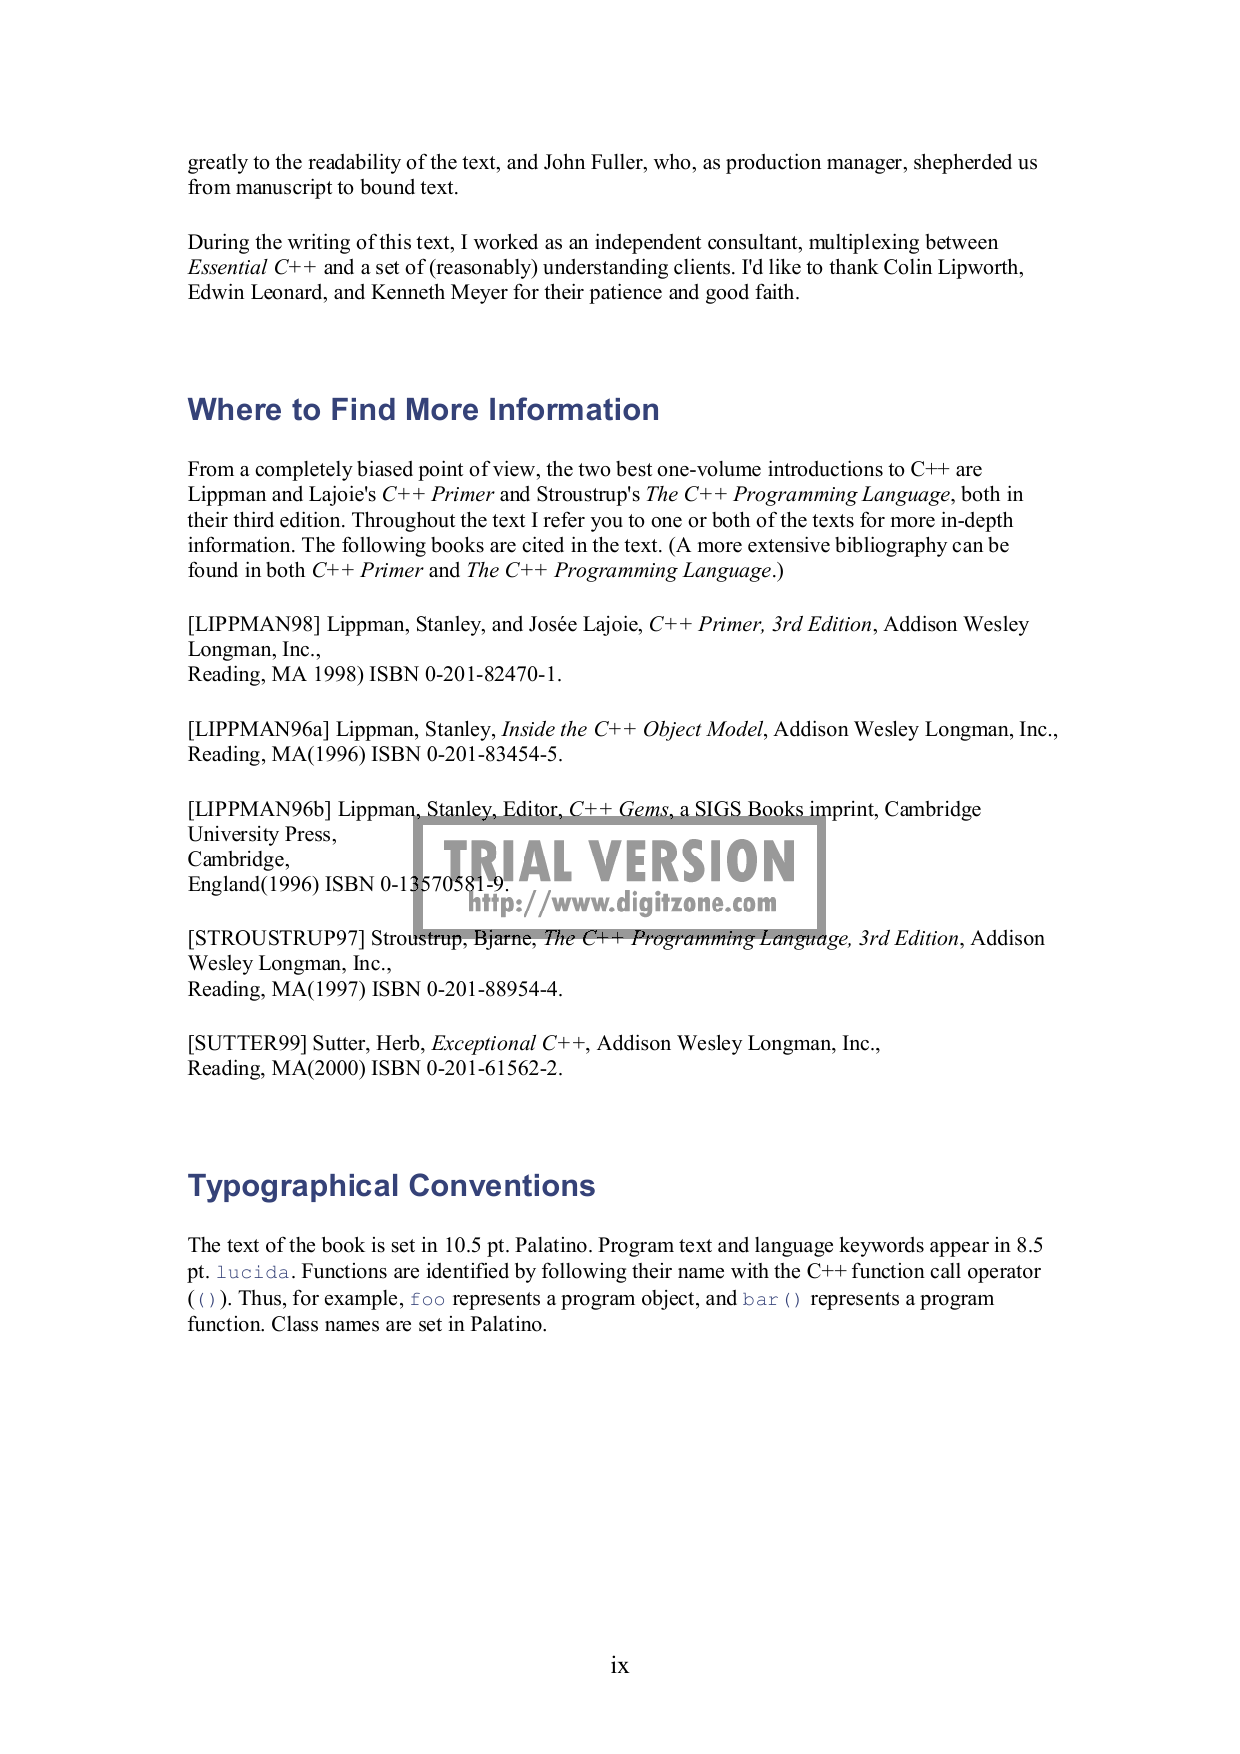 greatly to the readability of the text, and John Fuller, who, as production manager, shepherded us
from manuscript to bound text.
During the writing of this text, I worked as an independent consultant, multiplexing between
Essential C++ and a set of (reasonably) understanding clients. I'd like to thank Colin Lipworth,
Edwin Leonard, and Kenneth Meyer for their patience and good faith.
Where to Find More Information
From a completely biased point of view, the two best one-volume introductions to C++ are
Lippman and Lajoie's C++ Primer and Stroustrup's The C++ Programming Language, both in
their third edition. Throughout the text I refer you to one or both of the texts for more in-depth
information. The following books are cited in the text. (A more extensive bibliography can be
found in both C++ Primer and The C++ Programming Language.)
[LIPPMAN98] Lippman, Stanley, and Josée Lajoie, C++ Primer, 3rd Edition, Addison Wesley
Longman, Inc.,
Reading, MA 1998) ISBN 0-201-82470-1.
[LIPPMAN96a] Lippman, Stanley, Inside the C++ Object Model, Addison Wesley Longman, Inc.,
Reading, MA(1996) ISBN 0-201-83454-5.
[LIPPMAN96b] Lippman, Stanley, Editor, C++ Gems, a SIGS Books imprint, Cambridge
University Press,
Cambridge,
England(1996) ISBN 0-13570581-9.
TRIAL VERSION
http://www.digitzone.com
[STROUSTRUP97] Stroustrup, Bjarne, The C++ Programming Language, 3rd Edition, Addison
Wesley Longman, Inc.,
Reading, MA(1997) ISBN 0-201-88954-4.
[SUTTER99] Sutter, Herb, Exceptional C++, Addison Wesley Longman, Inc.,
Reading, MA(2000) ISBN 0-201-61562-2.
Typographical Conventions
The text of the book is set in 10.5 pt. Palatino. Program text and language keywords appear in 8.5
pt. lucida. Functions are identified by following their name with the C++ function call operator
(()). Thus, for example, foo represents a program object, and bar() represents a program
function. Class names are set in Palatino.
ix